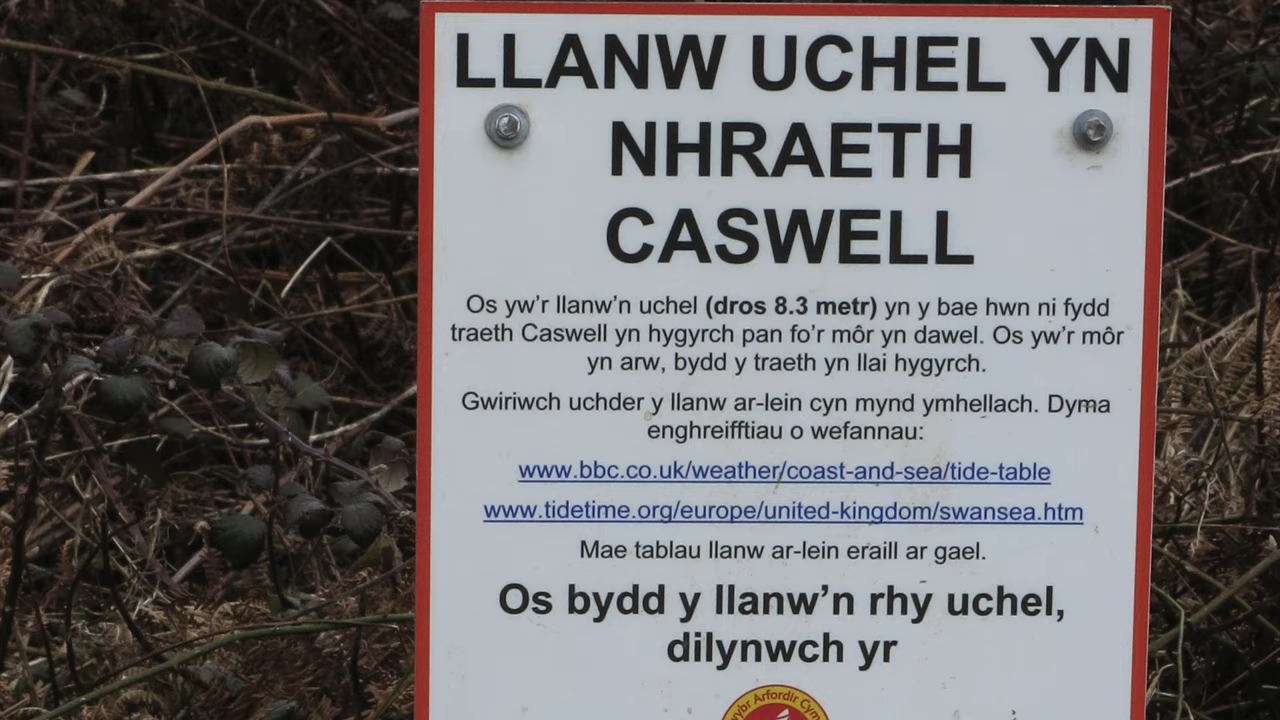 LLANW UCHEL YN
NHRAETH
CASWELL
Os yw'r llanw'n uchel (dros 8.3 metr) yn y bae hwn ni fydd
traeth Caswell yn hygyrch pan fo'r môr yn dawel. Os yw'r môr
yn arw, bydd y traeth yn llai hygyrch.
Gwiriwch uchder y llanw ar-lein cyn mynd ymhellach. Dyma
enghreifftiau o wefannau:
www.bbc.co.uk/weather/coast-and-sea/tide-table
www.tidetime.org/europe/united-kingdom/swansea.htm
Mae tablau llanw ar-lein eraill ar gael.
Os bydd y llanw'n rhy uchel,
dilynwch yr
Arfordir